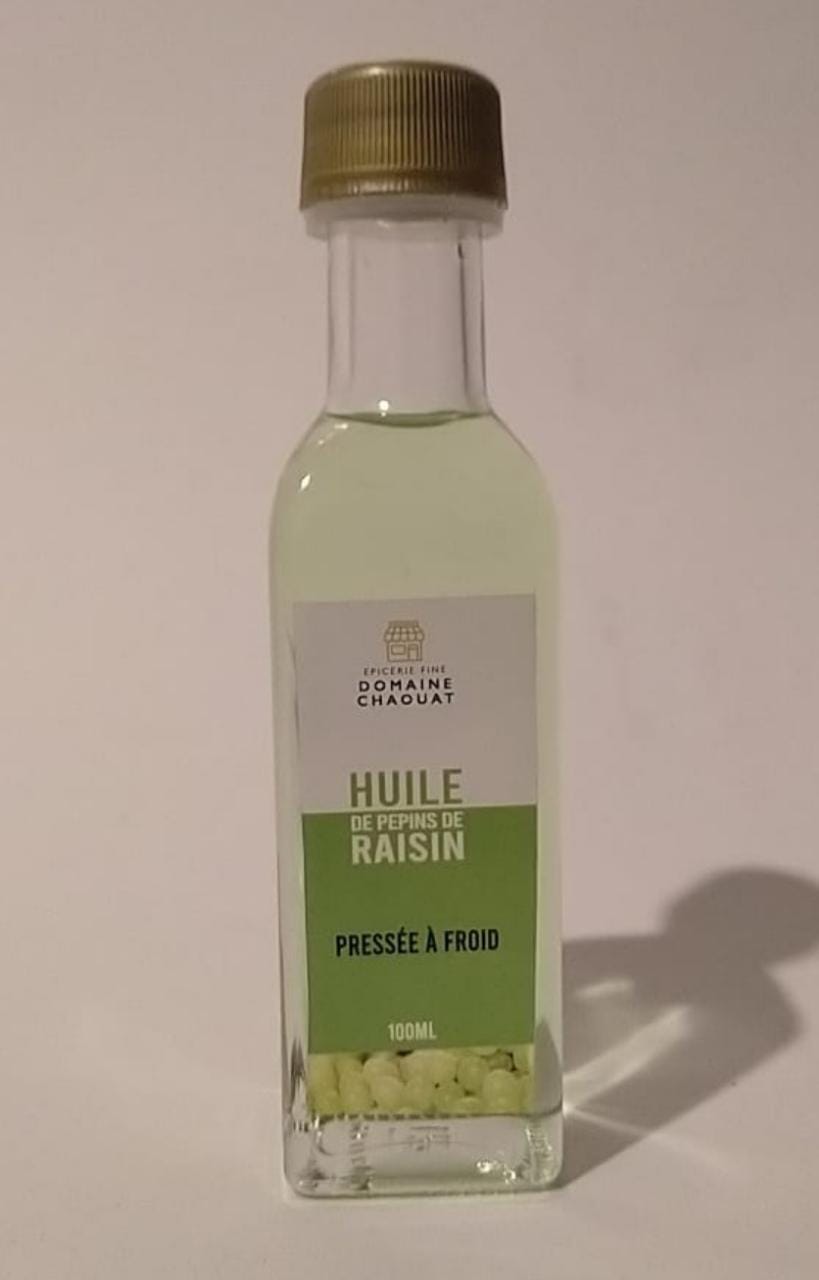 EPICERIE FINE
DOMAINE
CHAOUAT
HUILE
DE PEPINS DE
RAISIN
PRESSÉE À FROID
100ML